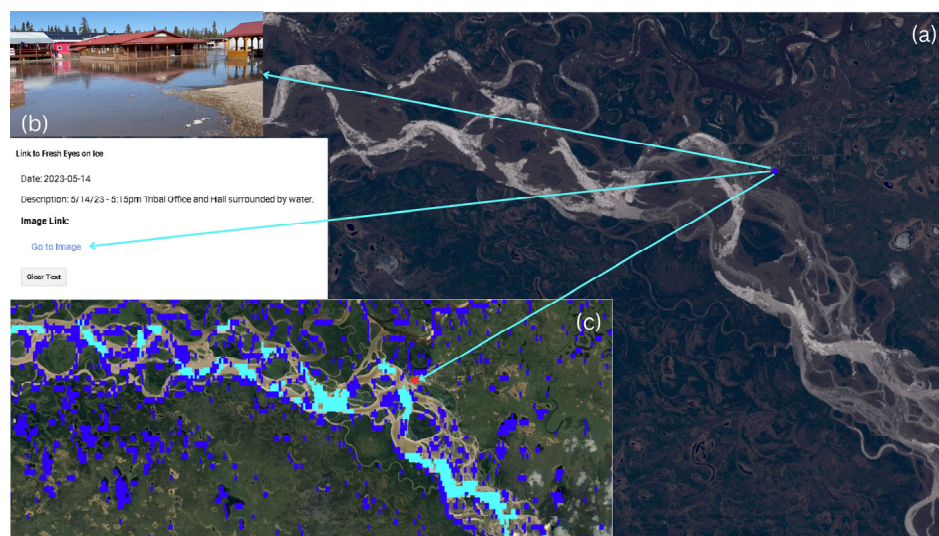 (a)
(b)
Link to Fresh Eyes on Ice
Date: 2023-05-14
Description: 5/14/23 - 5:15pm Tribal Office and Hall surrounded by water.
Image Link:
Go to Image
Clear Text
(c)